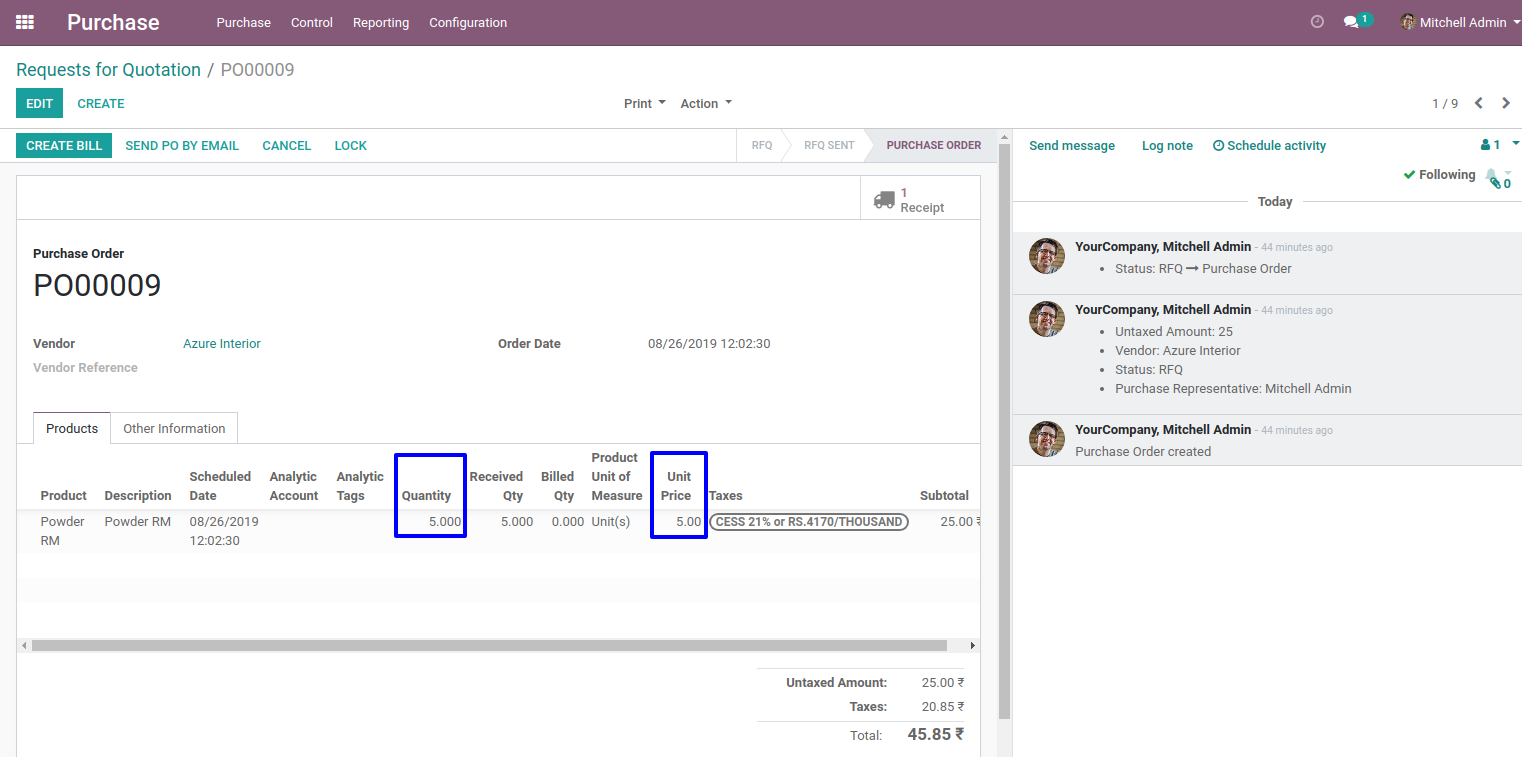 Purchase
Purchase Control Reporting Configuration
1
Mitchell Admin
Requests for Quotation / PO00009
EDIT CREATE
Print Action
1 / 9
CREATE BILL SEND PO BY EMAIL CANCEL LOCK
RFQ RFQ SENT PURCHASE ORDER
1
Receipt
Purchase Order
PO00009
Vendor Azure Interior Order Date 08/26/2019 12:02:30
Vendor Reference
Products Other Information
Product Description Scheduled Date Analytic Account Analytic Tags Quantity Received Qty Billed Qty Product Unit of Measure Unit Price Taxes Subtotal
Powder RM Powder RM 08/26/2019 12:02:30 5.000 5.000 0.000 Unit(s) 5.00 CESS 21% or RS.4170/THOUSAND 25.00 ₹
Untaxed Amount: 25.00 ₹
Taxes: 20.85 ₹
Total: 45.85 ₹
Send message Log note Schedule activity
1
Following
0
Today
YourCompany, Mitchell Admin - 44 minutes ago
Status: RFQ → Purchase Order
YourCompany, Mitchell Admin - 44 minutes ago
Untaxed Amount: 25
Vendor: Azure Interior
Status: RFQ
Purchase Representative: Mitchell Admin
YourCompany, Mitchell Admin - 44 minutes ago
Purchase Order created